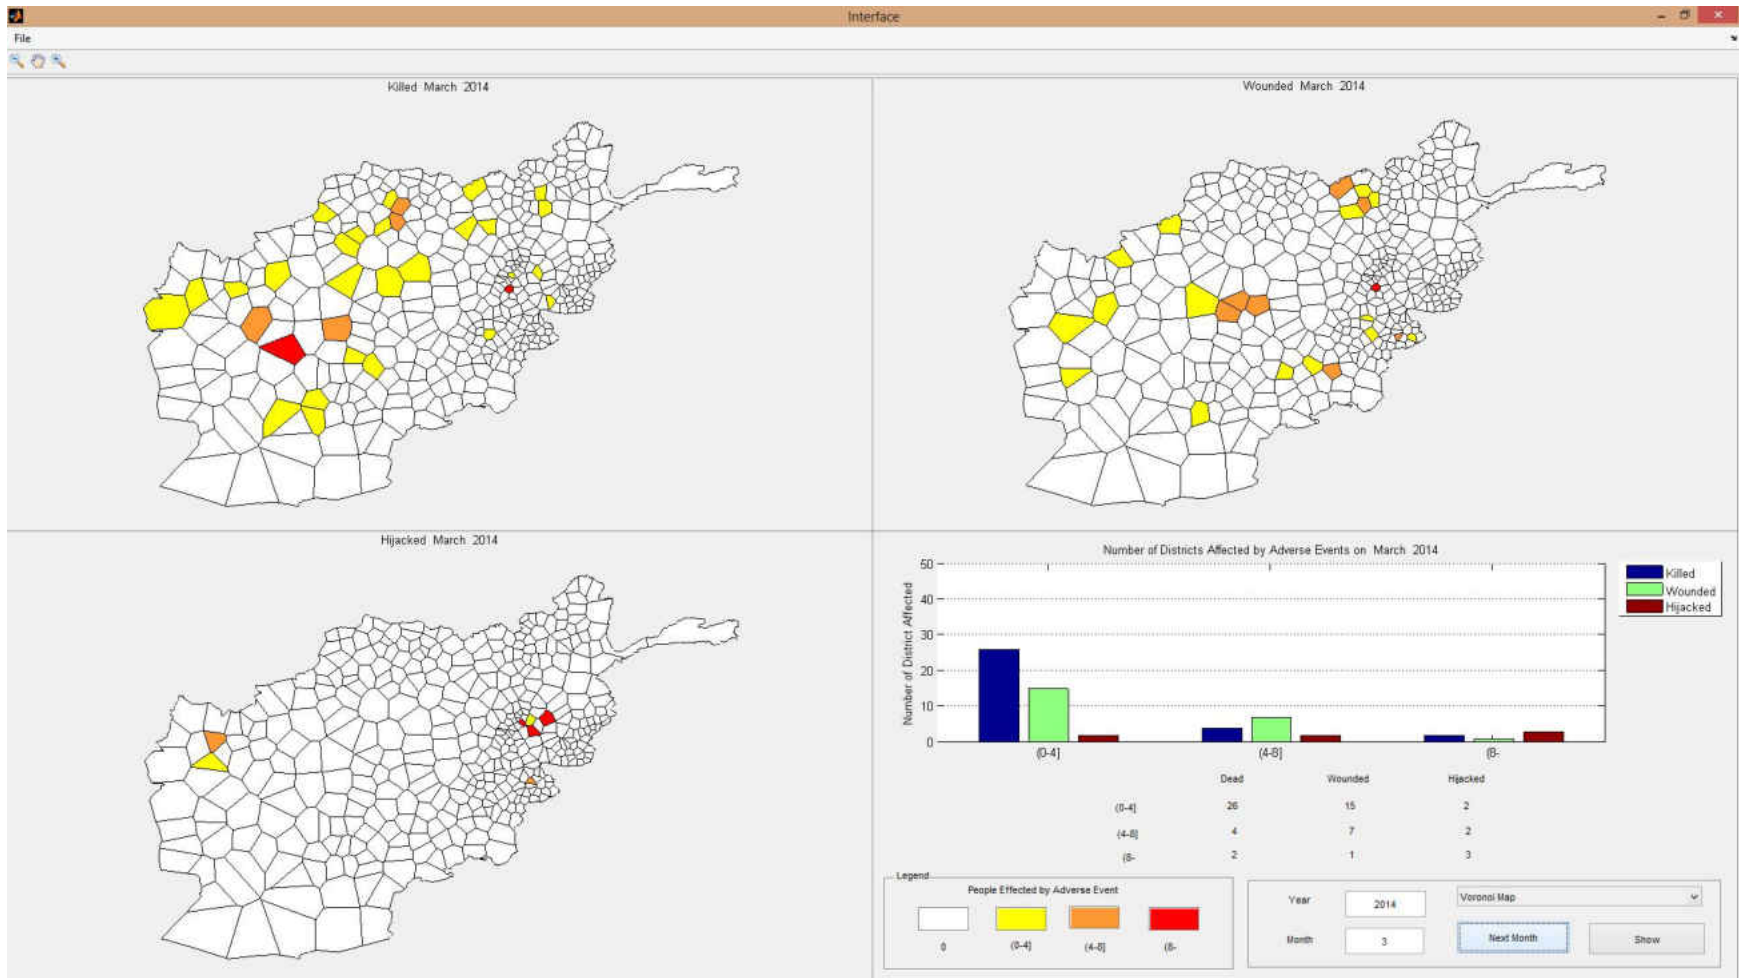 Interface
File
Killed March 2014
Wounded March 2014
Hijacked March 2014
Number of Districts Affected by Adverse Events on March 2014
Number of District Affected
50
40
30
20
10
0
(0-4]
(4-8]
(8-
Killed
Wounded
Hijacked
Dead Wounded Hijacked
(0-4] 26 15 2
(4-8] 4 7 2
(8- 2 1 3
Legend
People Effected by Adverse Event
0 (0-4] (4-8] (8-
Year 2014 Voronoi Map
Month 3 Next Month Show